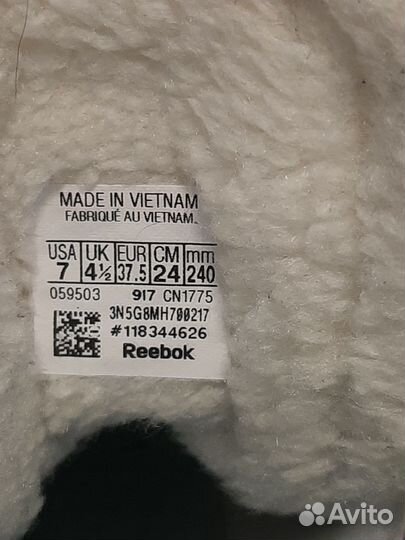 MADE IN VIETNAM
FABRIQUÉ AU VIETNAM
USA UK EUR CM mm
7 4½ 37.5 24 240
059503 917 CN1775
3N5G8MH700217
#118344626
Reebok
Avito